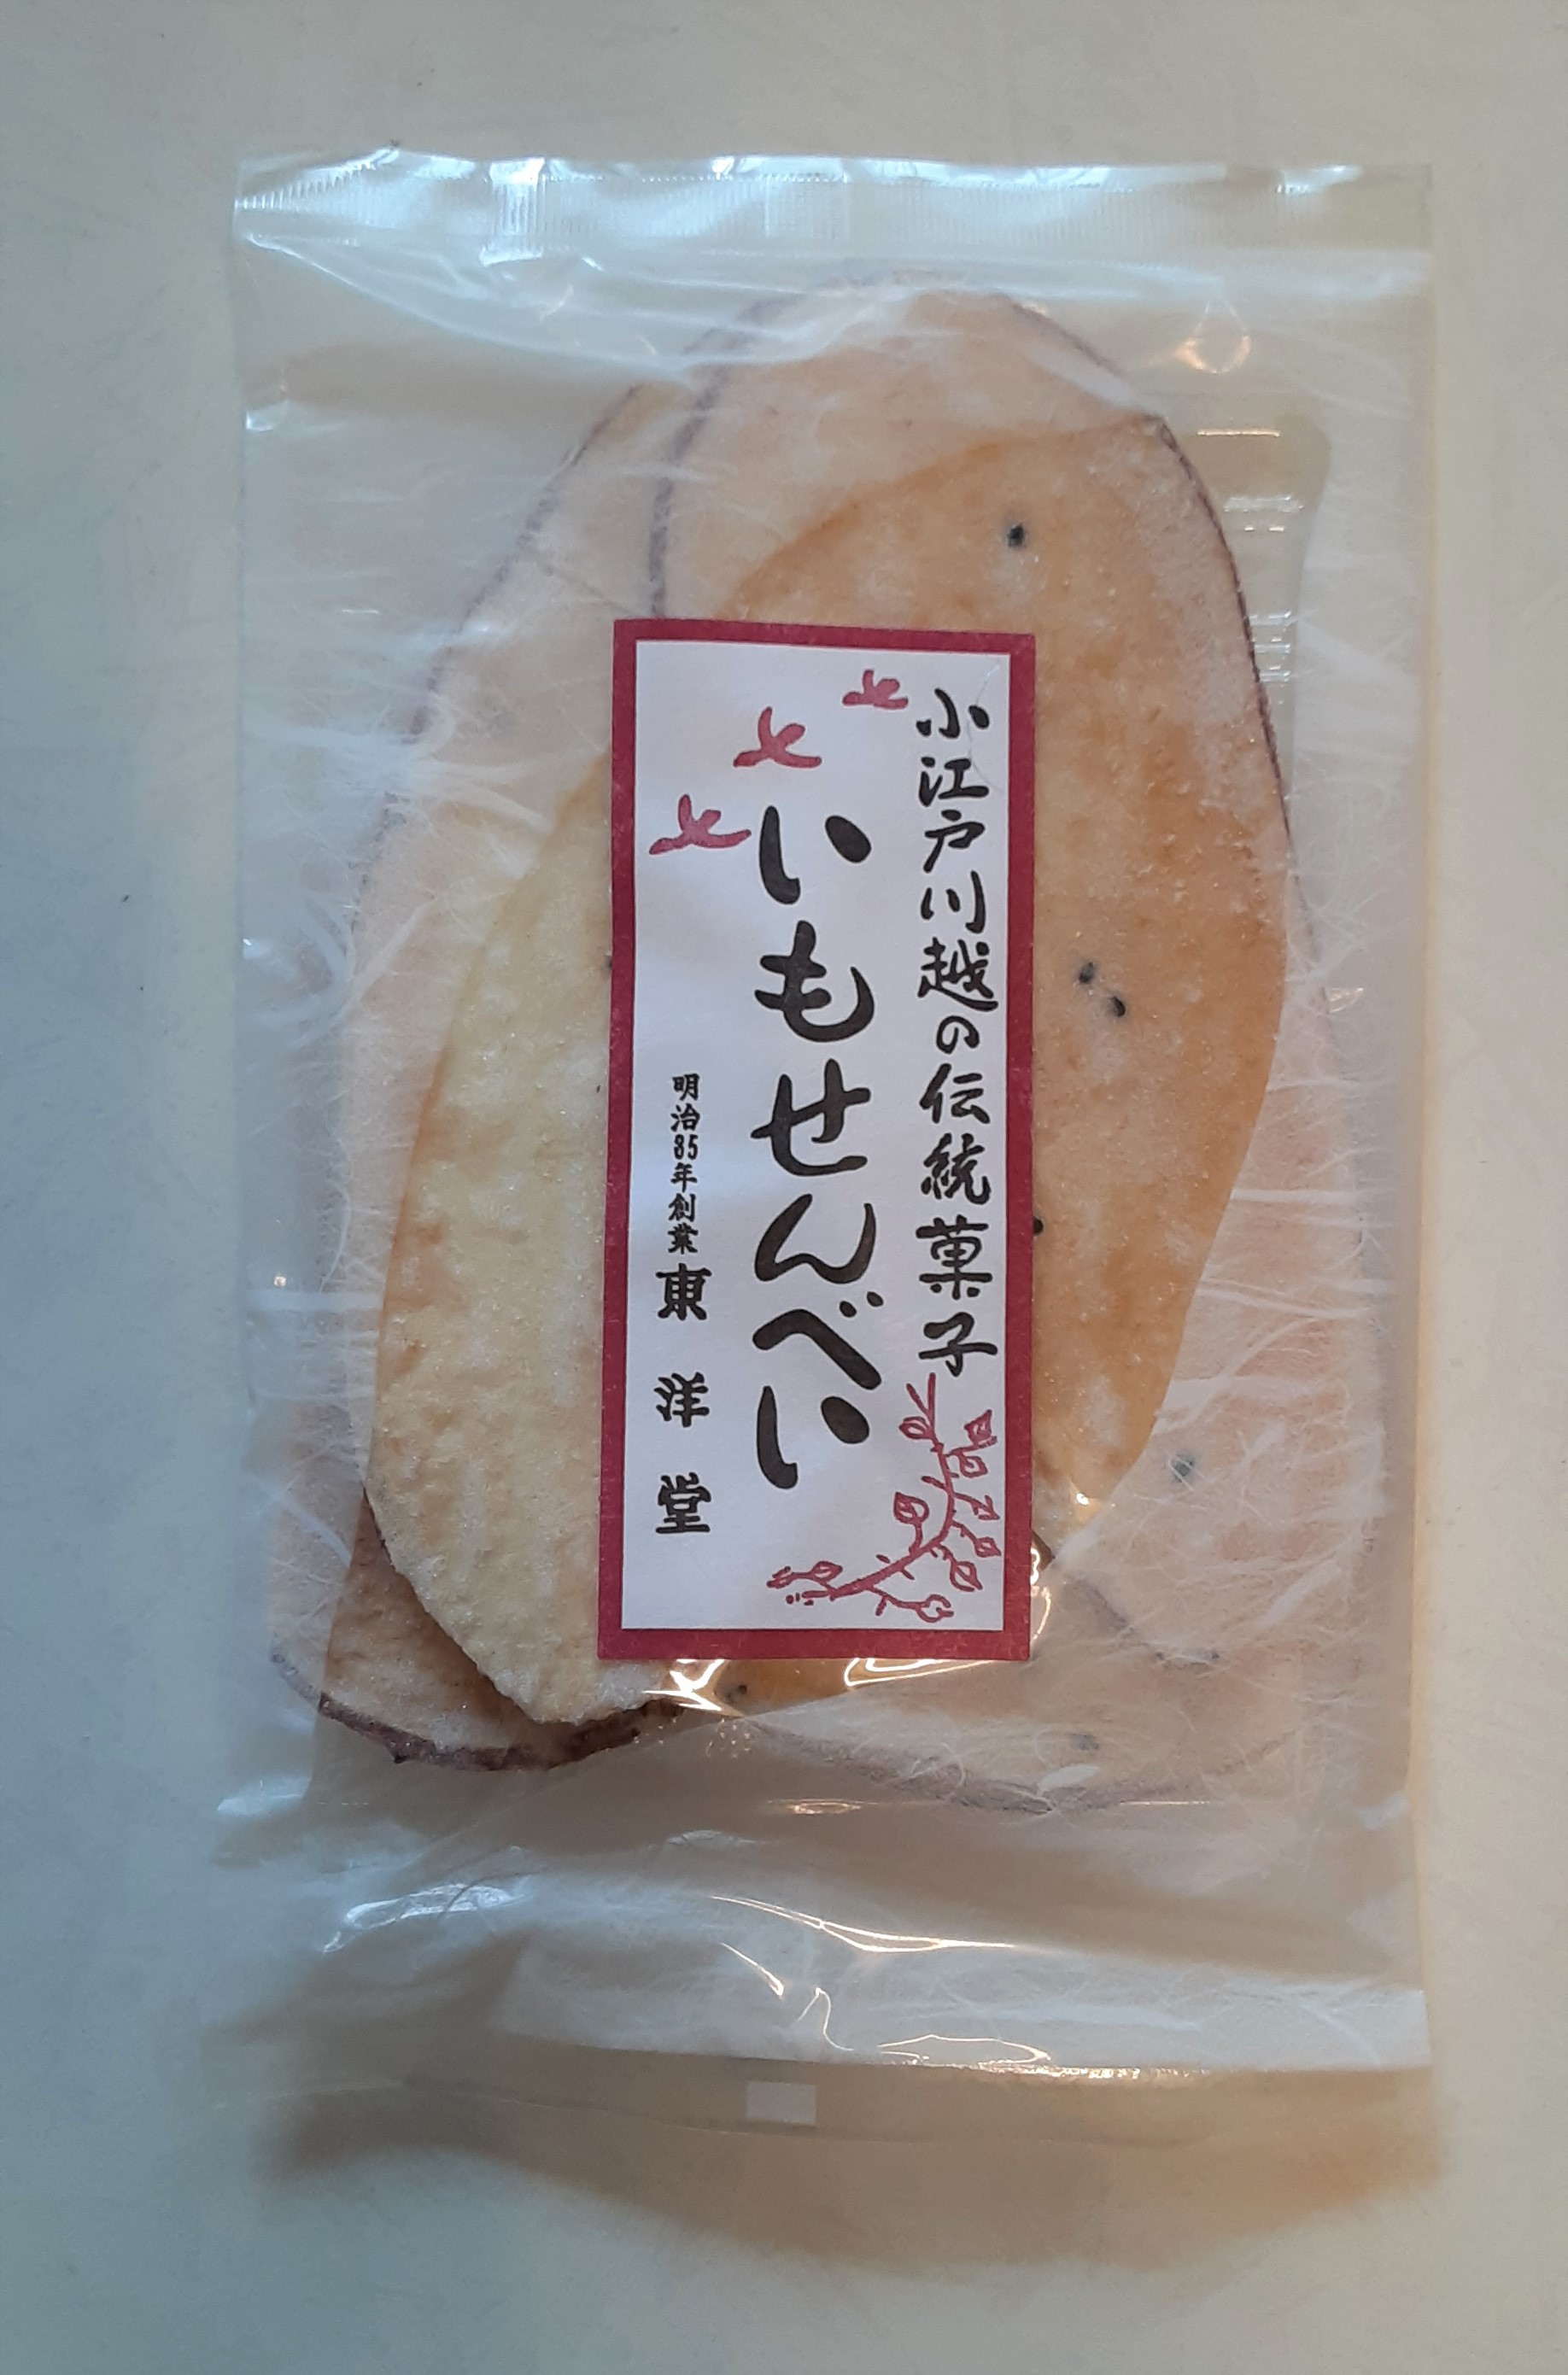 小江戸川越の伝統菓子
いもせんべい
明治35年創業 東洋堂